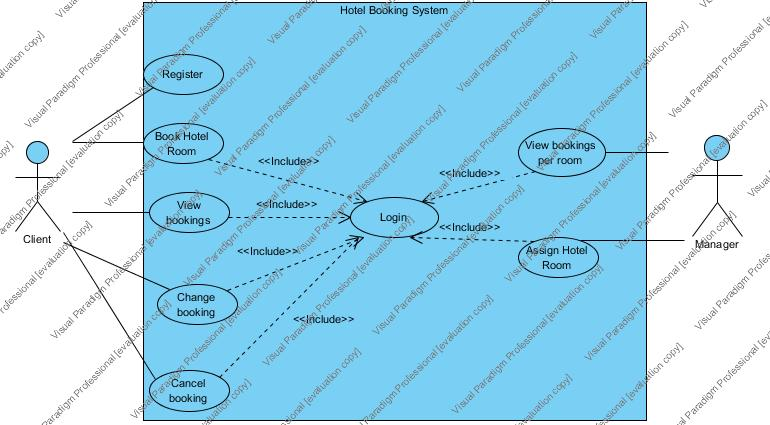 Hotel Booking System
Register
Book Hotel
Room
<<Include>>
View bookings
per room
<<Include>>
View
bookings
<<Include>>
Login
<<Include>>
Client
Assign Hotel
Room
Manager
<<Include>>
Change
booking
<<Include>>
Cancel
booking
Visual Paradigm Professional [evaluation copy]